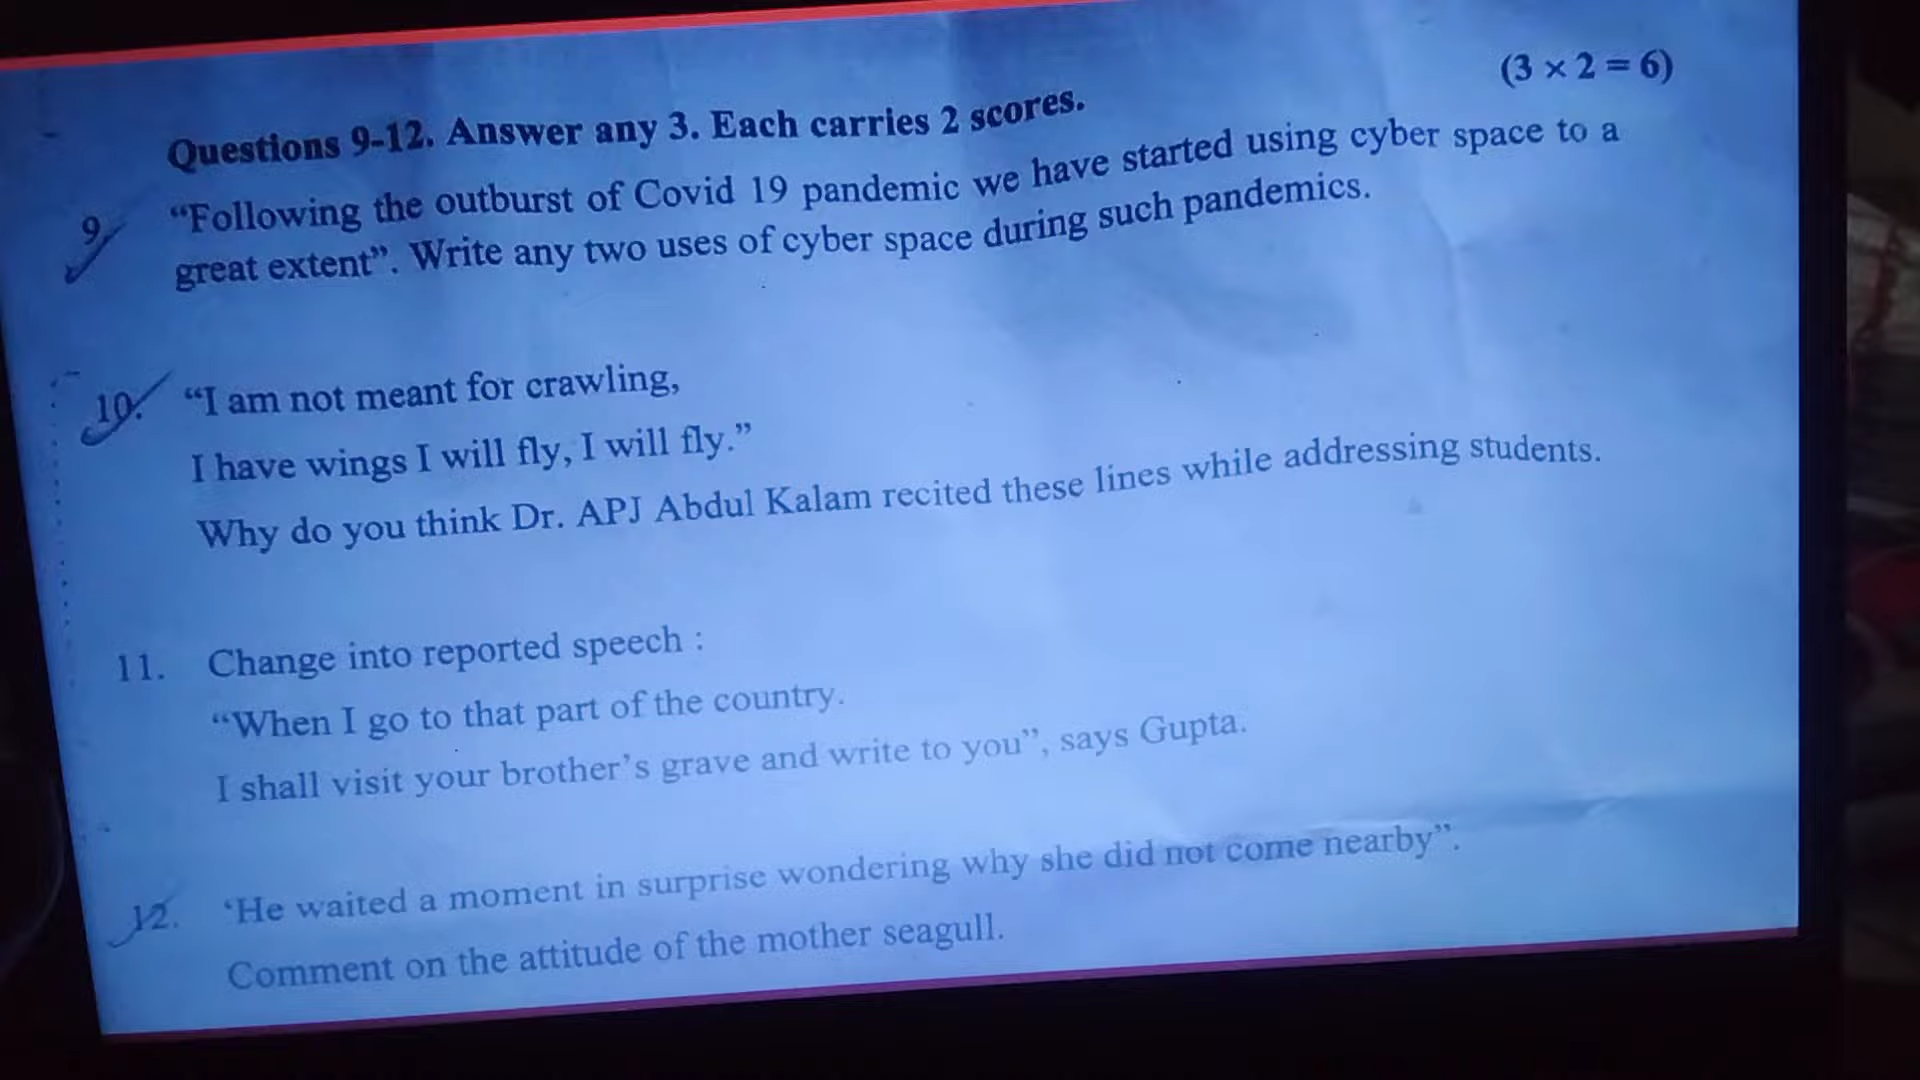 (3 × 2 = 6)
Questions 9-12. Answer any 3. Each carries 2 scores.
9. “Following the outburst of Covid 19 pandemic we have started using cyber space to a
great extent”. Write any two uses of cyber space during such pandemics.
10. “I am not meant for crawling,
I have wings I will fly, I will fly.”
Why do you think Dr. APJ Abdul Kalam recited these lines while addressing students.
11. Change into reported speech :
“When I go to that part of the country.
I shall visit your brother’s grave and write to you”, says Gupta.
12. ‘He waited a moment in surprise wondering why she did not come nearby”.
Comment on the attitude of the mother seagull.